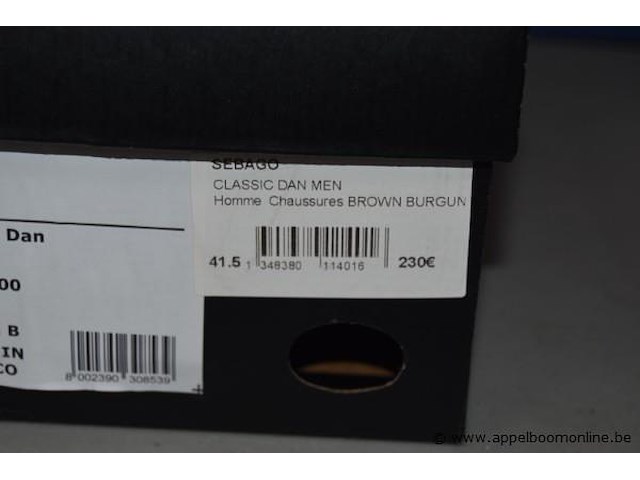 SEBAGO
CLASSIC DAN MEN
Homme Chaussures BROWN BURGUN
41.5 1 348380 114016 230€
Dan
00
B
IN
CO
8 002390 308539
© www.appelboomonline.be